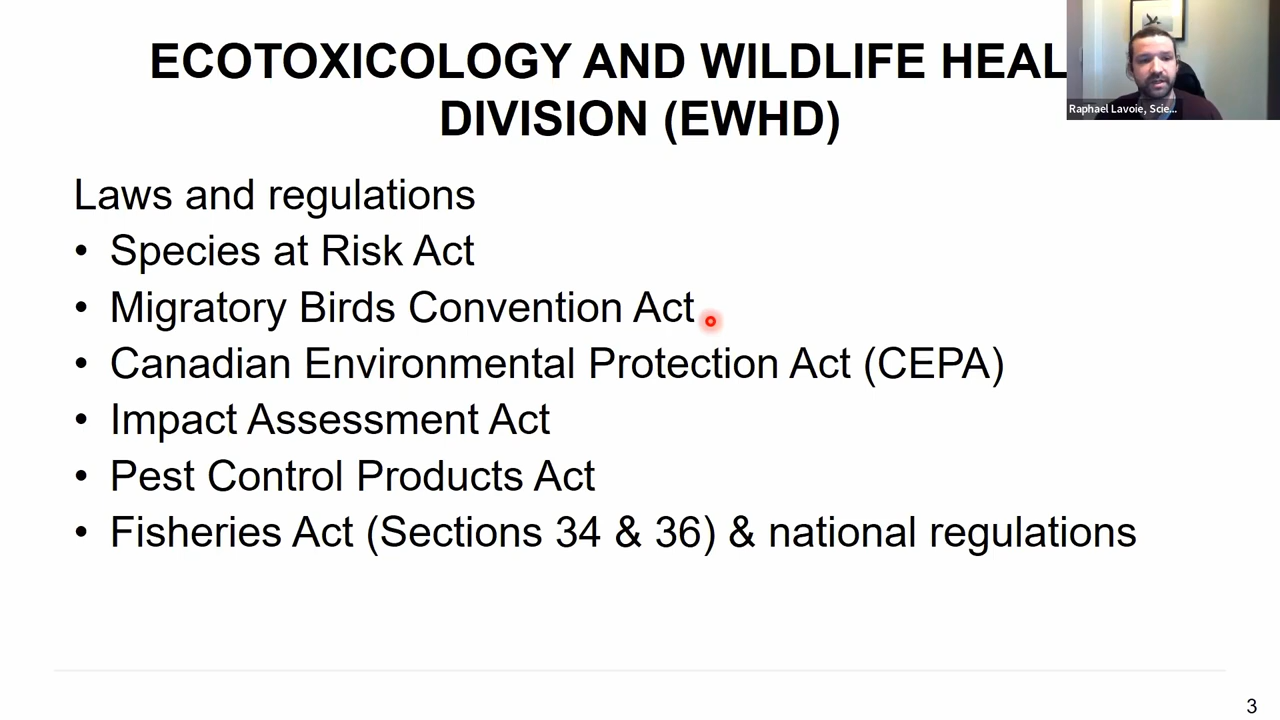 ECOTOXICOLOGY AND WILDLIFE HEAL
DIVISION (EWHD)
Raphael Lavoie, Scie...
Laws and regulations
• Species at Risk Act
• Migratory Birds Convention Act
• Canadian Environmental Protection Act (CEPA)
• Impact Assessment Act
• Pest Control Products Act
• Fisheries Act (Sections 34 & 36) & national regulations
3